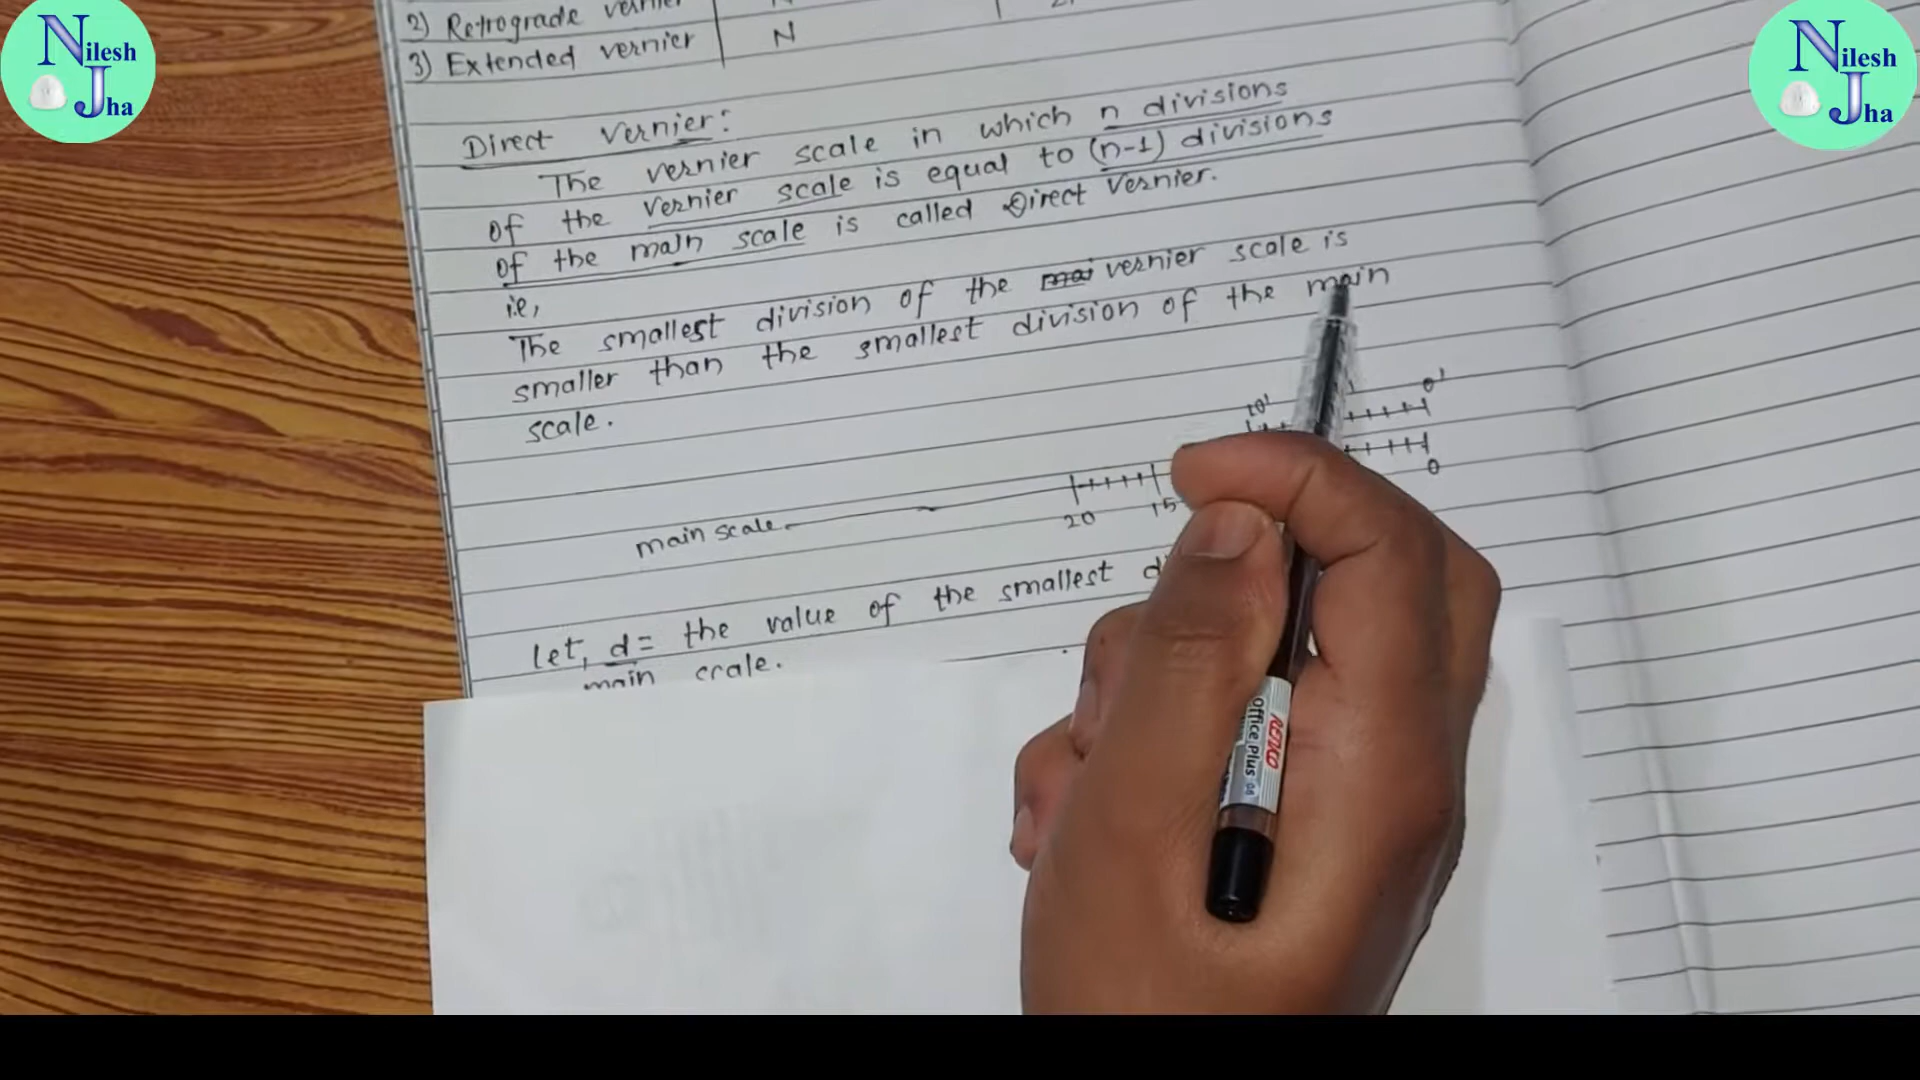 Nilesh Jha
Nilesh Jha
2) Retrograde vernier
3) Extended vernier N
Direct Vernier:
The vernier scale in which n divisions
of the vernier scale is equal to (n-1) divisions
of the main scale is called Direct Vernier.
i.e,
The smallest division of the vernier scale is
smaller than the smallest division of the main
scale.
10' 0'
main scale 20 15 0
let, d = the value of the smallest
main scale.
RENCO
Office Plus